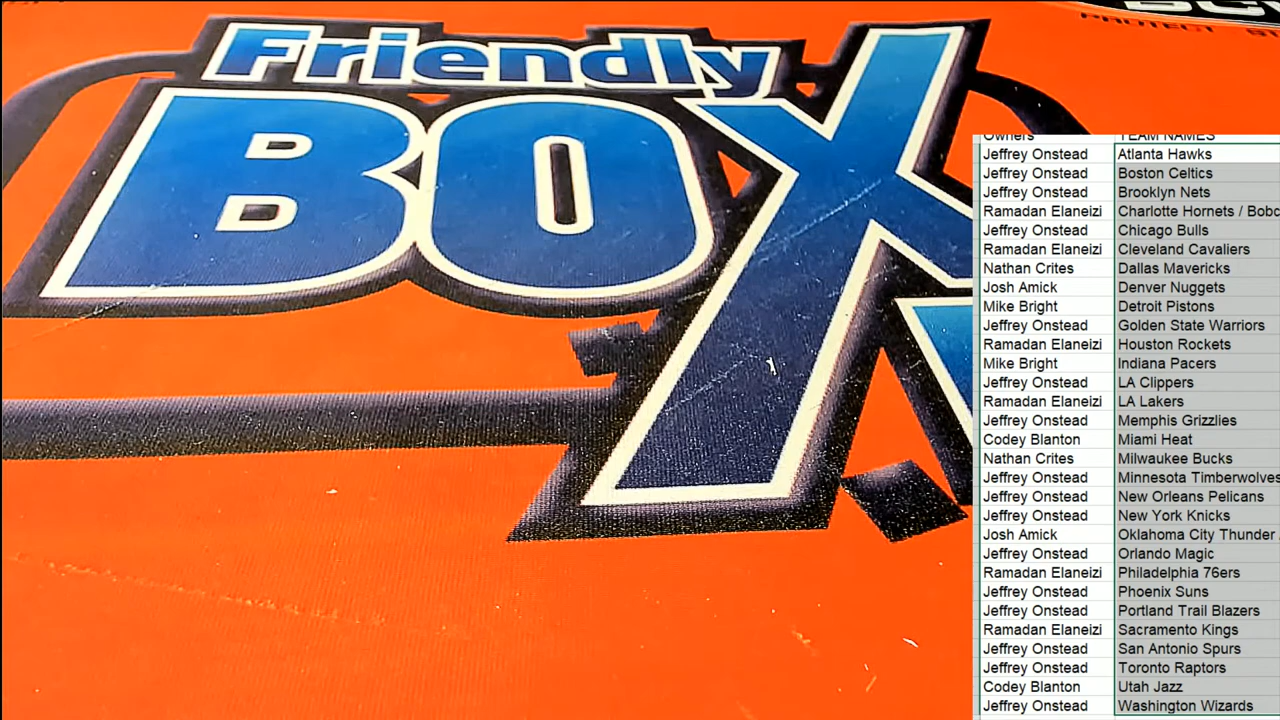 Friendly
BOX
Owners TEAM NAMES
Jeffrey Onstead Atlanta Hawks
Jeffrey Onstead Boston Celtics
Jeffrey Onstead Brooklyn Nets
Ramadan Elaneizi Charlotte Hornets / Bobc
Jeffrey Onstead Chicago Bulls
Ramadan Elaneizi Cleveland Cavaliers
Nathan Crites Dallas Mavericks
Josh Amick Denver Nuggets
Mike Bright Detroit Pistons
Jeffrey Onstead Golden State Warriors
Ramadan Elaneizi Houston Rockets
Mike Bright Indiana Pacers
Jeffrey Onstead LA Clippers
Ramadan Elaneizi LA Lakers
Jeffrey Onstead Memphis Grizzlies
Codey Blanton Miami Heat
Nathan Crites Milwaukee Bucks
Jeffrey Onstead Minnesota Timberwolves
Jeffrey Onstead New Orleans Pelicans
Jeffrey Onstead New York Knicks
Josh Amick Oklahoma City Thunder /
Jeffrey Onstead Orlando Magic
Ramadan Elaneizi Philadelphia 76ers
Jeffrey Onstead Phoenix Suns
Jeffrey Onstead Portland Trail Blazers
Ramadan Elaneizi Sacramento Kings
Jeffrey Onstead San Antonio Spurs
Jeffrey Onstead Toronto Raptors
Codey Blanton Utah Jazz
Jeffrey Onstead Washington Wizards